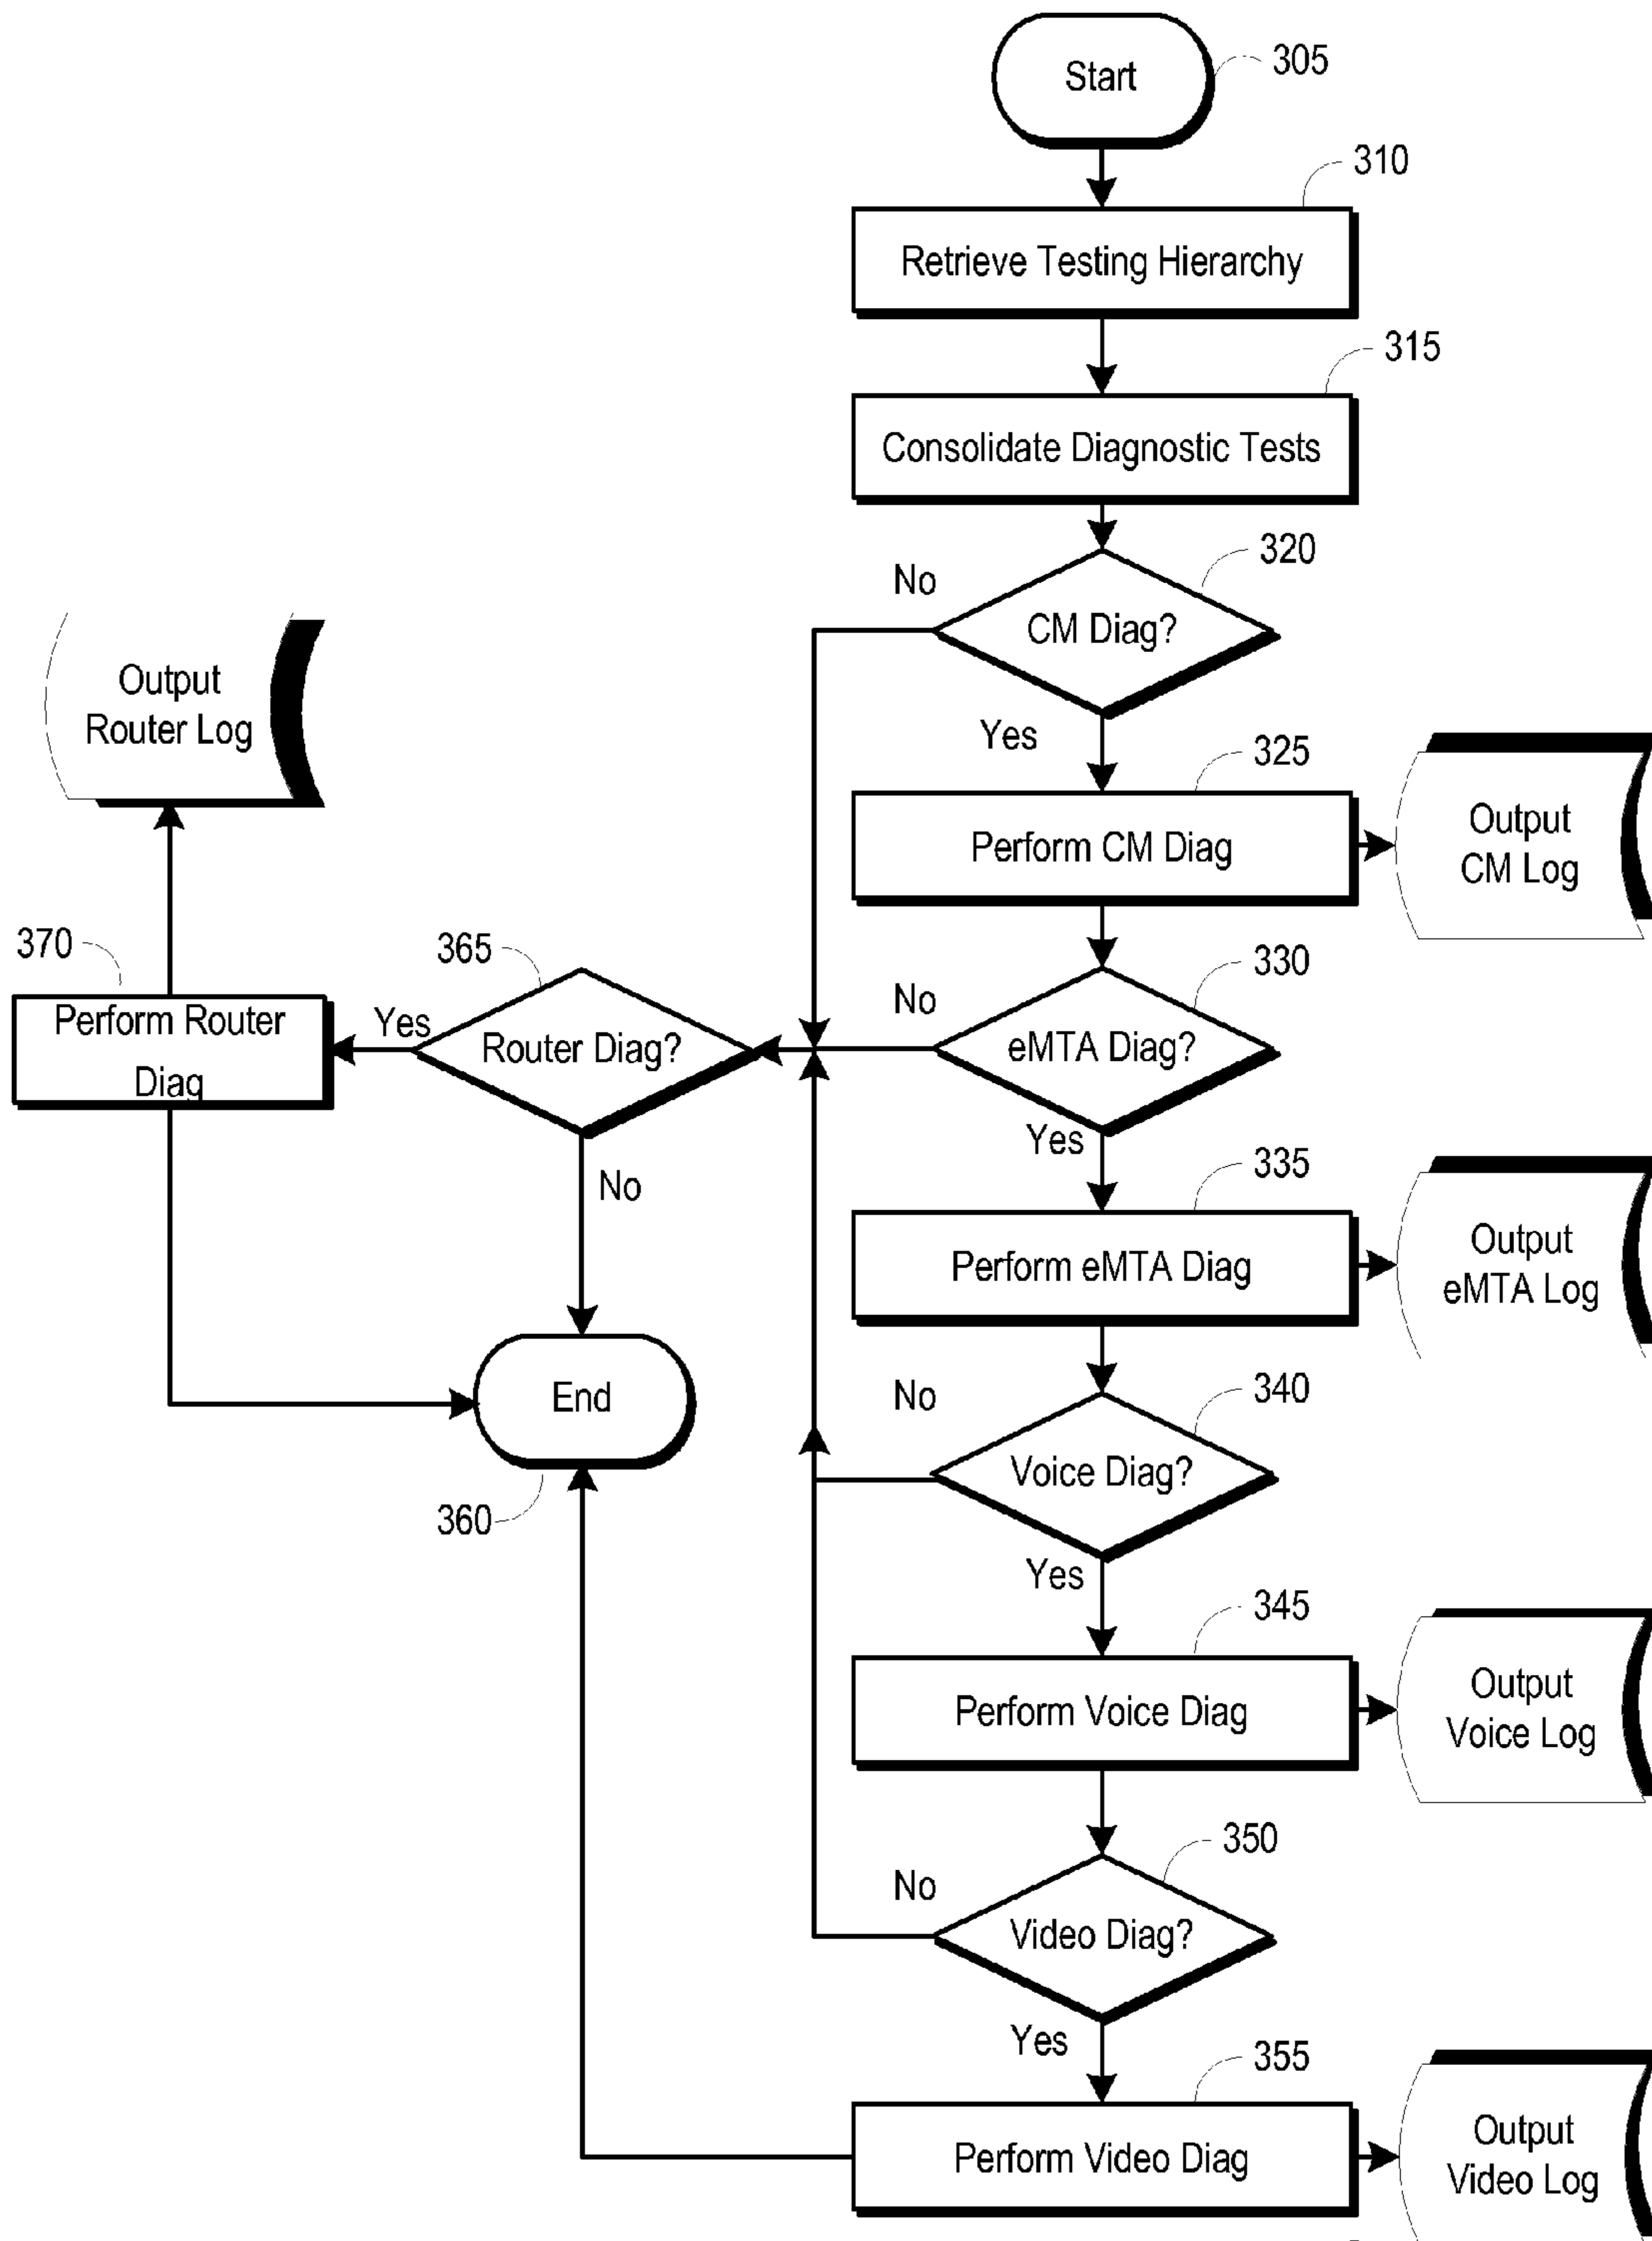 Start
305
310
Retrieve Testing Hierarchy
315
Consolidate Diagnostic Tests
320
No
CM Diag?
Yes
325
Perform CM Diag
Output
CM Log
Output
Router Log
370
Perform Router
Diag
Yes
365
Router Diag?
No
330
No
eMTA Diag?
Yes
335
Perform eMTA Diag
Output
eMTA Log
End
360
340
No
Voice Diag?
Yes
345
Perform Voice Diag
Output
Voice Log
350
No
Video Diag?
Yes
355
Perform Video Diag
Output
Video Log